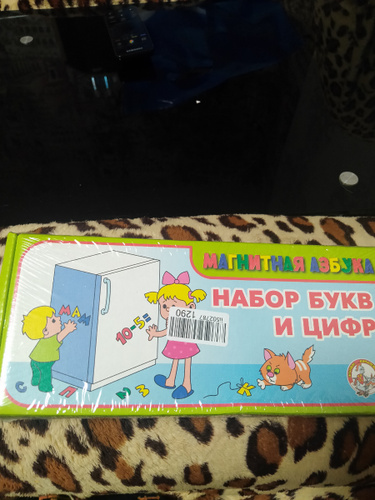 МАГНИТНАЯ АЗБУКА
НАБОР БУКВ
И ЦИФР
МАМ
10-5=
1290
С Л У М